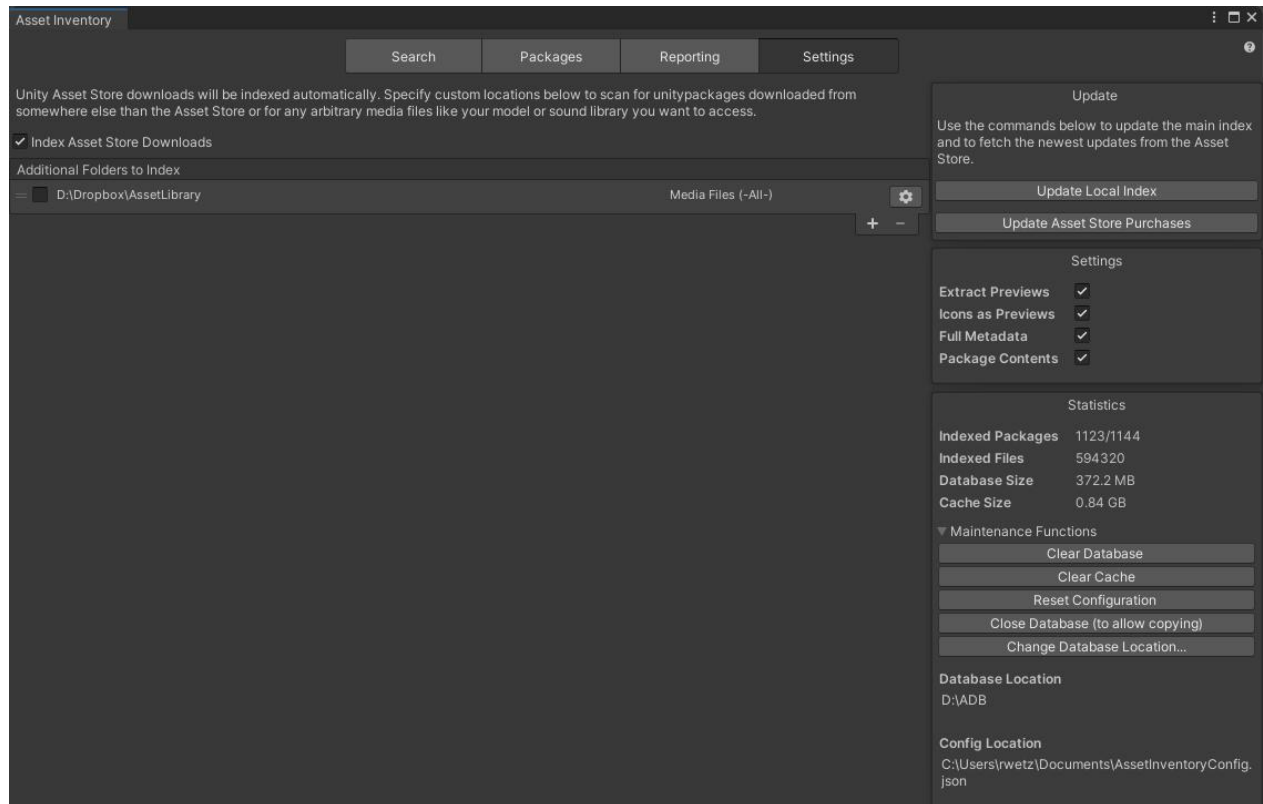 Asset Inventory
Search
Packages
Reporting
Settings
Unity Asset Store downloads will be indexed automatically. Specify custom locations below to scan for unitypackages downloaded from
somewhere else than the Asset Store or for any arbitrary media files like your model or sound library you want to access.
Index Asset Store Downloads
Additional Folders to Index
D:\Dropbox\AssetLibrary
Media Files (-All-)
+ -
Update
Use the commands below to update the main index
and to fetch the newest updates from the Asset
Store.
Update Local Index
Update Asset Store Purchases
Settings
Extract Previews
Icons as Previews
Full Metadata
Package Contents
Statistics
Indexed Packages 1123/1144
Indexed Files 594320
Database Size 372.2 MB
Cache Size 0.84 GB
Maintenance Functions
Clear Database
Clear Cache
Reset Configuration
Close Database (to allow copying)
Change Database Location...
Database Location
D:\ADB
Config Location
C:\Users\rwetz\Documents\AssetInventoryConfig.
json